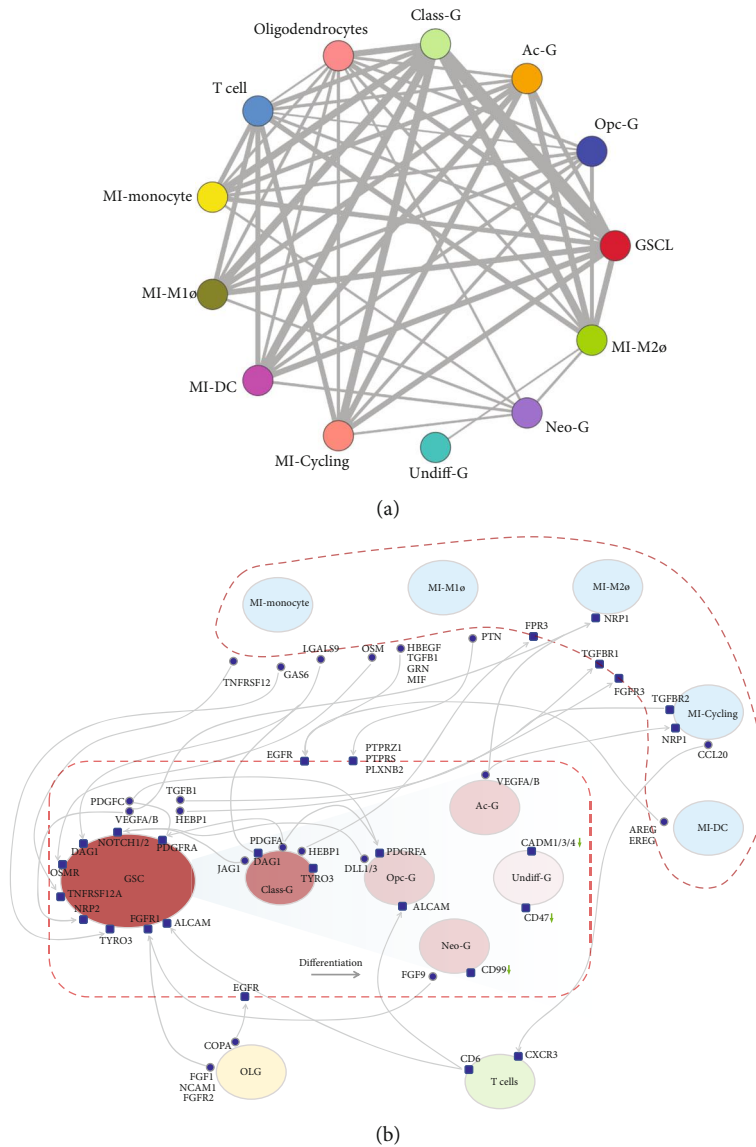 Class-G
Oligodendrocytes
Ac-G
T cell
Opc-G
MI-monocyte
GSCL
MI-M1ø
MI-M2ø
MI-DC
Neo-G
MI-Cycling
Undiff-G
(a)
MI-monocyte
MI-M1ø
MI-M2ø
NRP1
TNFRSF12
GAS6
LGALS9
OSM
HBEGF
TGFB1
GRN
MIF
PTN
FPR3
TGFBR1
FGFR3
TGFBR2
MI-Cycling
NRP1
CCL20
EGFR
PTPRZ1
PTPRS
PLXNB2
AREG
EREG
MI-DC
PDGFC
VEGFA/B
TGFB1
HEBP1
VEGFA/B
Ac-G
NOTCH1/2
DAG1
PDGFRA
OSMR
GSC
TNFRSF12A
NRP2
FGFR1
ALCAM
TYRO3
PDGFA
HEBP1
DAG1
JAG1
TYRO3
Class-G
PDGRFA
DLL1/3
Opc-G
ALCAM
CADM1/3/4
Undiff-G
CD47
Neo-G
CD99
FGF9
Differentiation
EGFR
COPA
OLG
FGF1
NCAM1
FGFR2
CD6
CXCR3
T cells
(b)